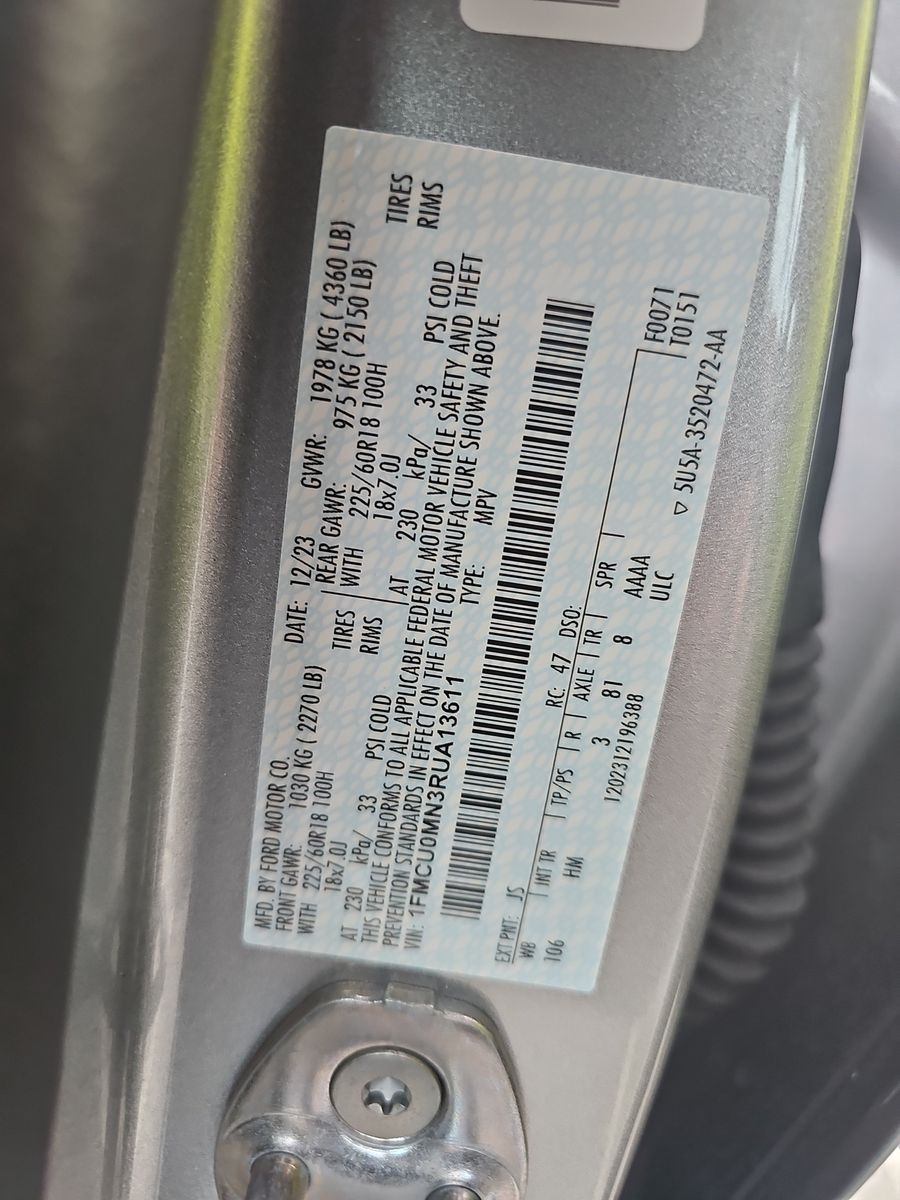 MFD. BY FORD MOTOR CO.
DATE: 12/23 GVWR: 1978 KG ( 4360 LB)
FRONT GAWR: 1030 KG ( 2270 LB) REAR GAWR: 975 KG ( 2150 LB)
WITH 225/60R18 100H TIRES WITH 225/60R18 100H TIRES
18x7.0J RIMS 18x7.0J RIMS
AT 230 kPa/ 33 PSI COLD AT 230 kPa/ 33 PSI COLD
THIS VEHICLE CONFORMS TO ALL APPLICABLE FEDERAL MOTOR VEHICLE SAFETY AND THEFT
PREVENTION STANDARDS IN EFFECT ON THE DATE OF MANUFACTURE SHOWN ABOVE.
VIN: 1FMCU0MN3RUA13611 TYPE: MPV
EXT PNT: JS RC: 47 DSO: F0071
WB INT TR TP/PS R AXLE TR SPR T0151
106 HM 3 81 8 AAAA
1202312196388 ULC
▽ 5U5A-3520472-AA